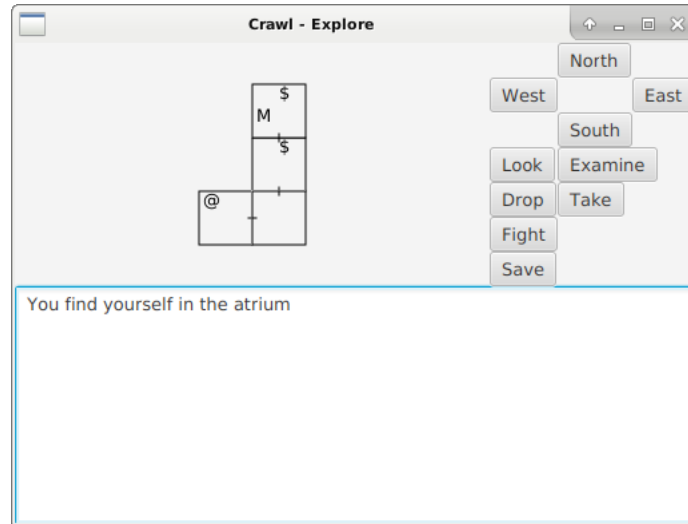 Crawl - Explore
$
M
$
@
North
West East
South
Look Examine
Drop Take
Fight
Save
You find yourself in the atrium